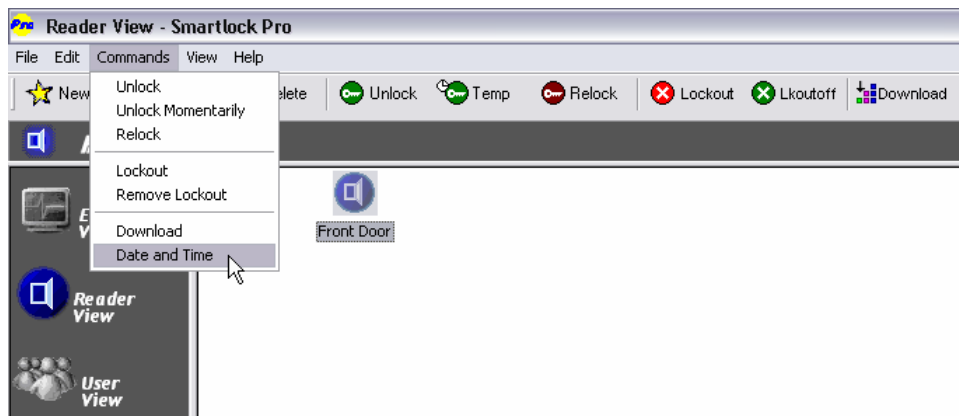 Pro Reader View - Smartlock Pro
File Edit Commands View Help
New elete Unlock Temp Relock Lockout Lkoutoff Download
Unlock
Unlock Momentarily
Relock
Lockout
Remove Lockout
Download
Date and Time
Front Door
Reader
View
User
View